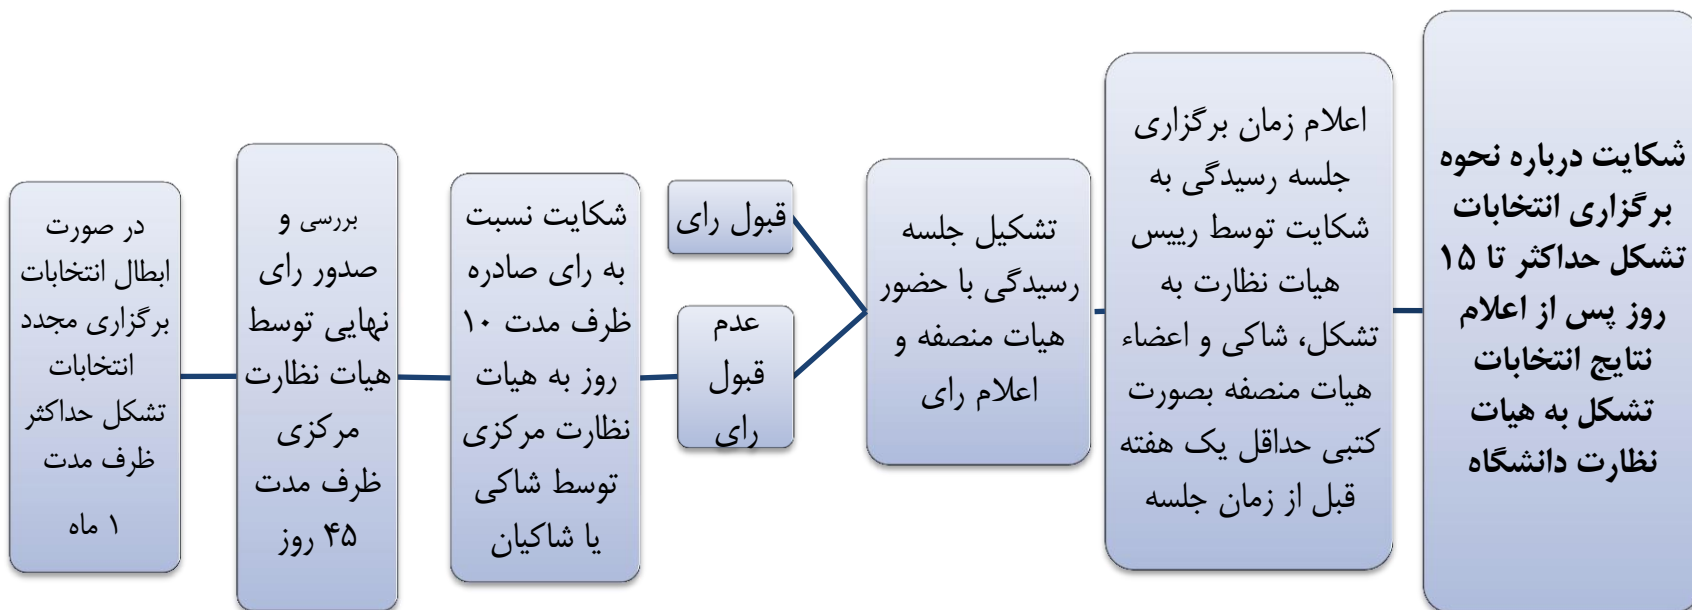 شکایت درباره نحوه
برگزاری انتخابات
تشکل حداکثر تا ۱۵
روز پس از اعلام
نتایج انتخابات
تشکل به هیات
نظارت دانشگاه
اعلام زمان برگزاری
جلسه رسیدگی به
شکایت توسط رییس
هیات نظارت به
تشکل، شاکی و اعضاء
هیات منصفه بصورت
کتبی حداقل یک هفته
قبل از زمان جلسه
تشکیل جلسه
رسیدگی با حضور
هیات منصفه و
اعلام رای
قبول رای
عدم
قبول
رای
شکایت نسبت
به رای صادره
ظرف مدت ۱۰
روز به هیات
نظارت مرکزی
توسط شاکی
یا شاکیان
بررسی و
صدور رای
نهایی توسط
هیات نظارت
مرکزی
ظرف مدت
۴۵ روز
در صورت
ابطال انتخابات
برگزاری مجدد
انتخابات
تشکل حداکثر
ظرف مدت
۱ ماه